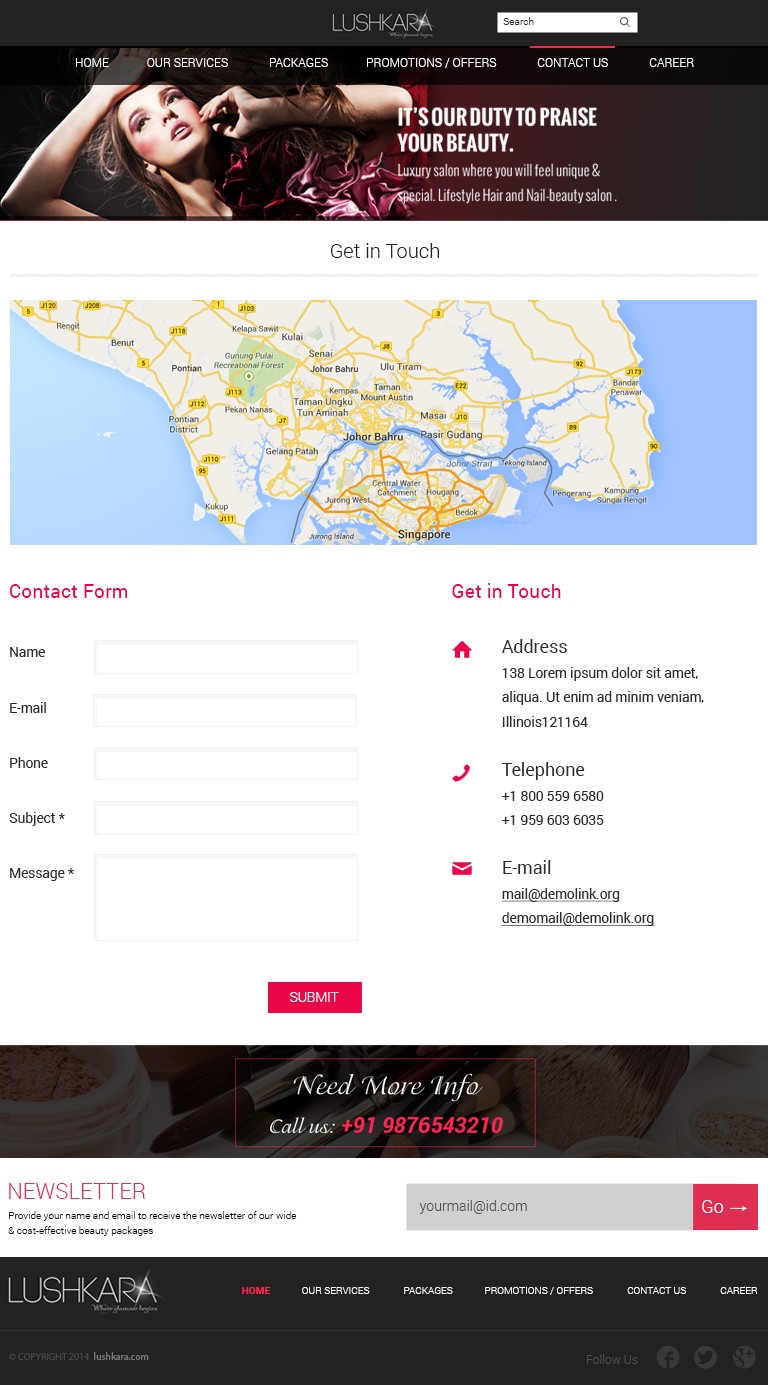 LUSHKARA
Search
HOME OUR SERVICES PACKAGES PROMOTIONS / OFFERS CONTACT US CAREER
IT'S OUR DUTY TO PRAISE
YOUR BEAUTY.
Luxury salon where you will feel unique &
special. Lifestyle Hair and Nail-beauty salon .
Get in Touch
J120
J208
1
5
J103
3
Rengit
J118
Kelapa Sawit
Kulai
Benut
J8
Senai
Gunung Pulai
Recreational Forest
5
92
Pontian
Johor Bahru
Ulu Tiram
J173
Bandar
Penawar
J113
Kempas
Taman
Mount Austin
E22
J112
Pekan Nanas
Taman Ungku
Tun Aminah
Masai
J10
Pontian
District
J7
89
Johor Bahru
Pasir Gudang
90
J110
Gelang Patah
Johor Strait
Tekong Island
95
Central Water
Catchment
Hougang
Pengerang
Kampung
Sungai Rengit
Jurong West
Kukup
J111
Bedok
Jurong Island
Singapore
Contact Form
Name
E-mail
Phone
Subject *
Message *
SUBMIT
Get in Touch
Address
138 Lorem ipsum dolor sit amet,
aliqua. Ut enim ad minim veniam,
Illinois121164
Telephone
+1 800 559 6580
+1 959 603 6035
E-mail
mail@demolink.org
demomail@demolink.org
Need More Info
Call us: +91 9876543210
NEWSLETTER
Provide your name and email to receive the newsletter of our wide
& cost-effective beauty packages
yourmail@id.com
Go →
LUSHKARA
Where glamour begins
HOME OUR SERVICES PACKAGES PROMOTIONS / OFFERS CONTACT US CAREER
© COPYRIGHT 2014 lushkara.com
Follow Us